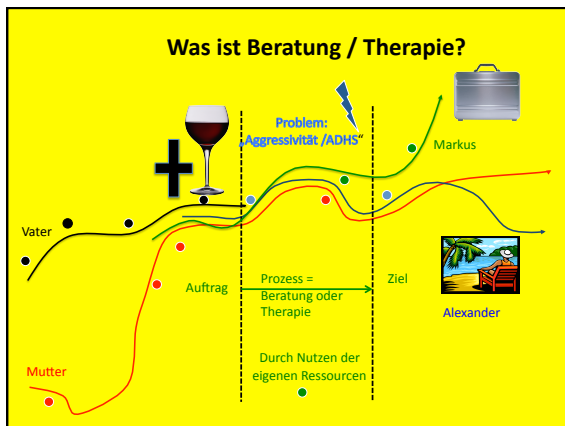 Was ist Beratung / Therapie?
Problem:
„Aggressivität /ADHS“
Markus
Vater
Auftrag
Prozess =
Beratung oder
Therapie
Ziel
Alexander
Durch Nutzen der
eigenen Ressourcen
Mutter